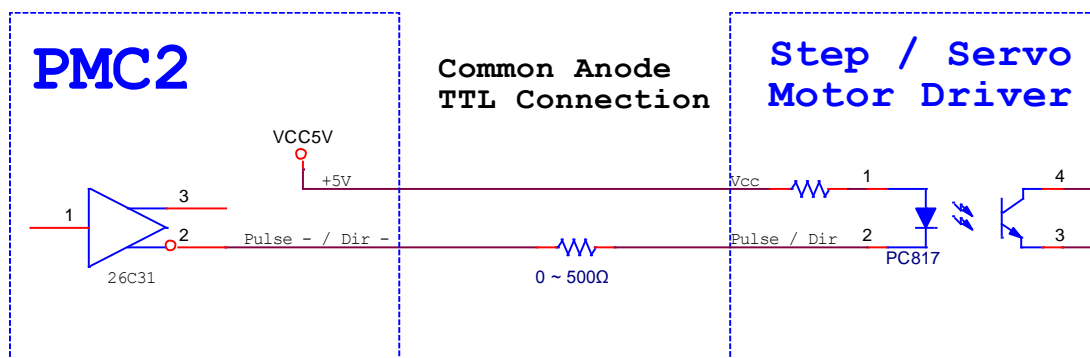 PMC2
Common Anode
TTL Connection
Step / Servo
Motor Driver
VCC5V
+5V
Vcc
1
4
3
1
2
Pulse - / Dir -
Pulse / Dir
2
3
26C31
0 ~ 500Ω
PC817